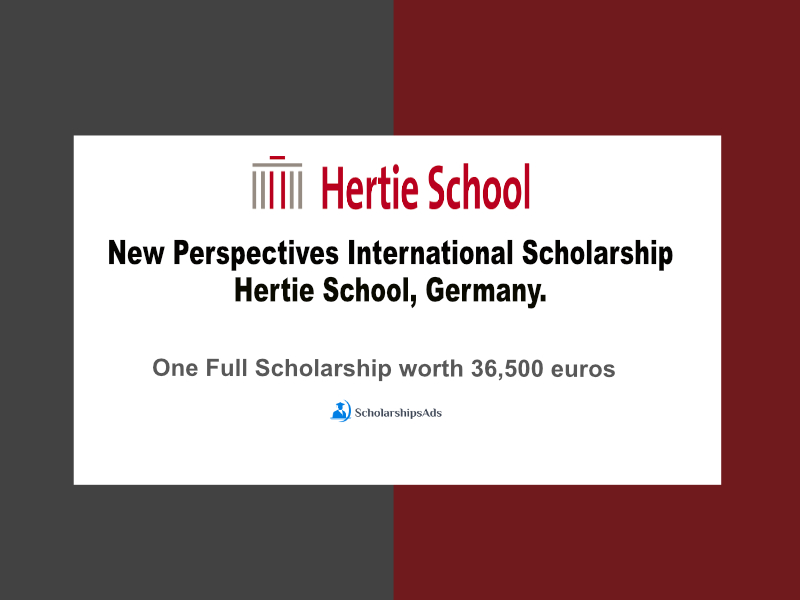 Hertie School
New Perspectives International Scholarship
Hertie School, Germany.
One Full Scholarship worth 36,500 euros
ScholarshipsAds